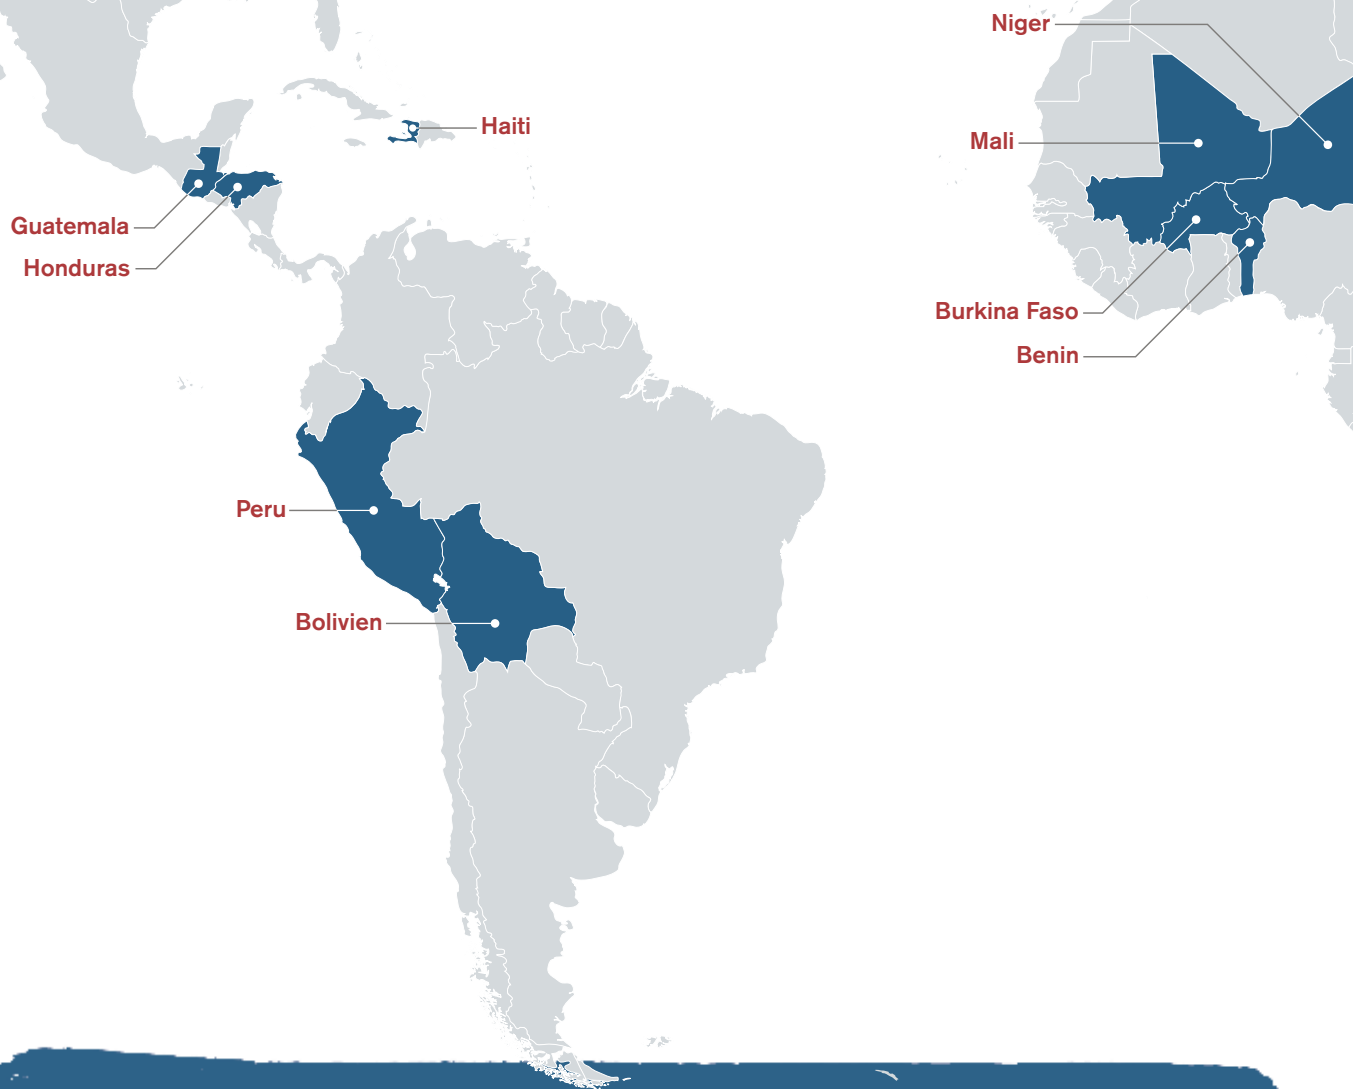 Niger
Haiti
Mali
Guatemala
Honduras
Burkina Faso
Benin
Peru
Bolivien